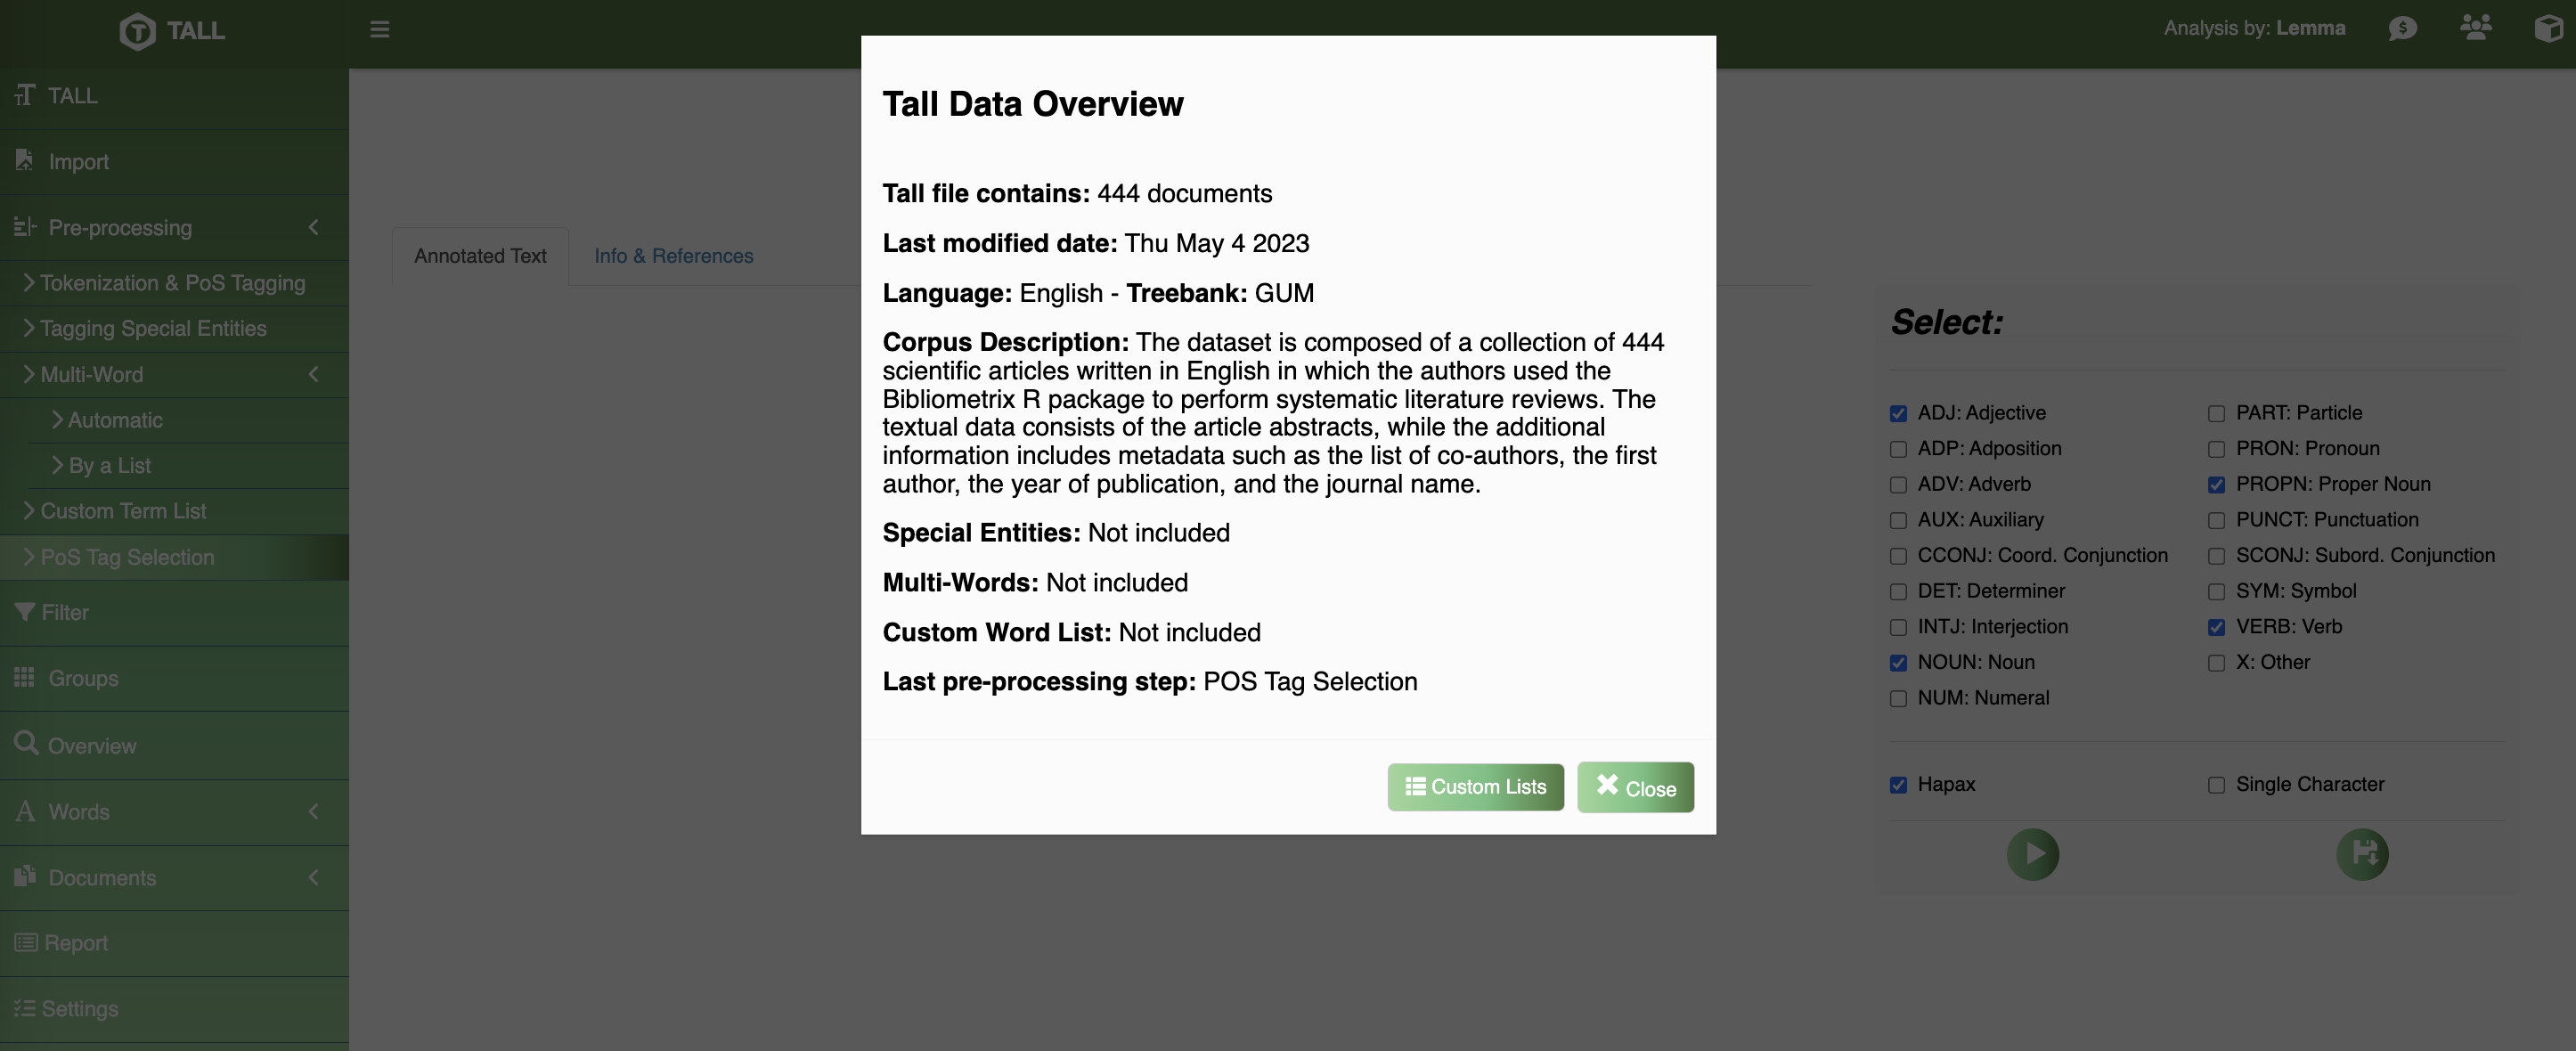 TALL
Analysis by: Lemma
TALL
Import
Pre-processing
Tokenization & PoS Tagging
Tagging Special Entities
Multi-Word
Automatic
By a List
Custom Term List
PoS Tag Selection
Filter
Groups
Overview
Words
Documents
Report
Settings
Annotated Text
Info & References
Tall Data Overview
Tall file contains: 444 documents
Last modified date: Thu May 4 2023
Language: English - Treebank: GUM
Corpus Description: The dataset is composed of a collection of 444
scientific articles written in English in which the authors used the
Bibliometrix R package to perform systematic literature reviews. The
textual data consists of the article abstracts, while the additional
information includes metadata such as the list of co-authors, the first
author, the year of publication, and the journal name.
Special Entities: Not included
Multi-Words: Not included
Custom Word List: Not included
Last pre-processing step: POS Tag Selection
Custom Lists
Close
Select:
ADJ: Adjective
ADP: Adposition
ADV: Adverb
AUX: Auxiliary
CCONJ: Coord. Conjunction
DET: Determiner
INTJ: Interjection
NOUN: Noun
NUM: Numeral
PART: Particle
PRON: Pronoun
PROPN: Proper Noun
PUNCT: Punctuation
SCONJ: Subord. Conjunction
SYM: Symbol
VERB: Verb
X: Other
Hapax
Single Character